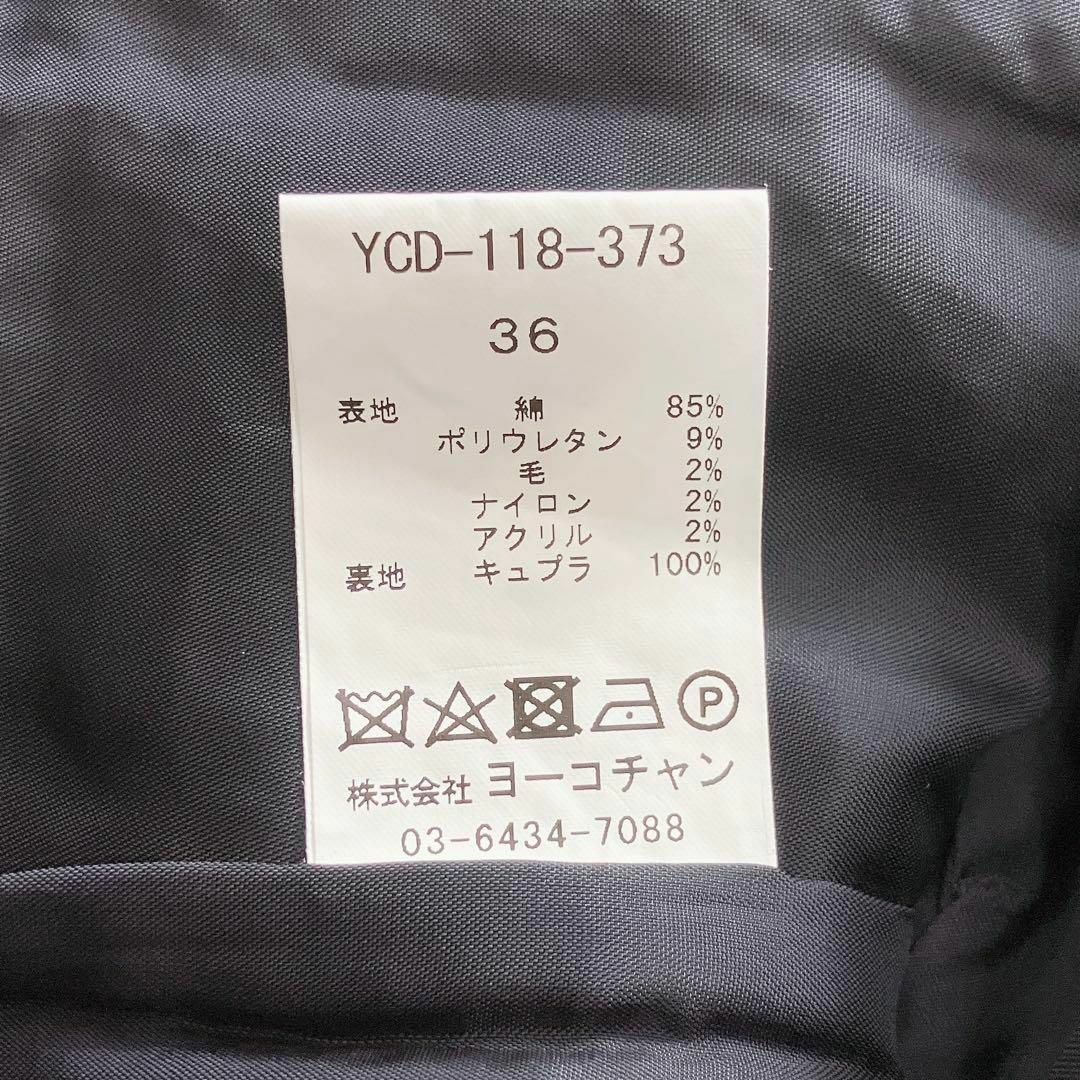 YCD-118-373
36
表地 綿 85%
ポリウレタン 9%
毛 2%
ナイロン 2%
アクリル 2%
裏地 キュプラ 100%
P
株式会社 ヨーコチャン
03-6434-7088